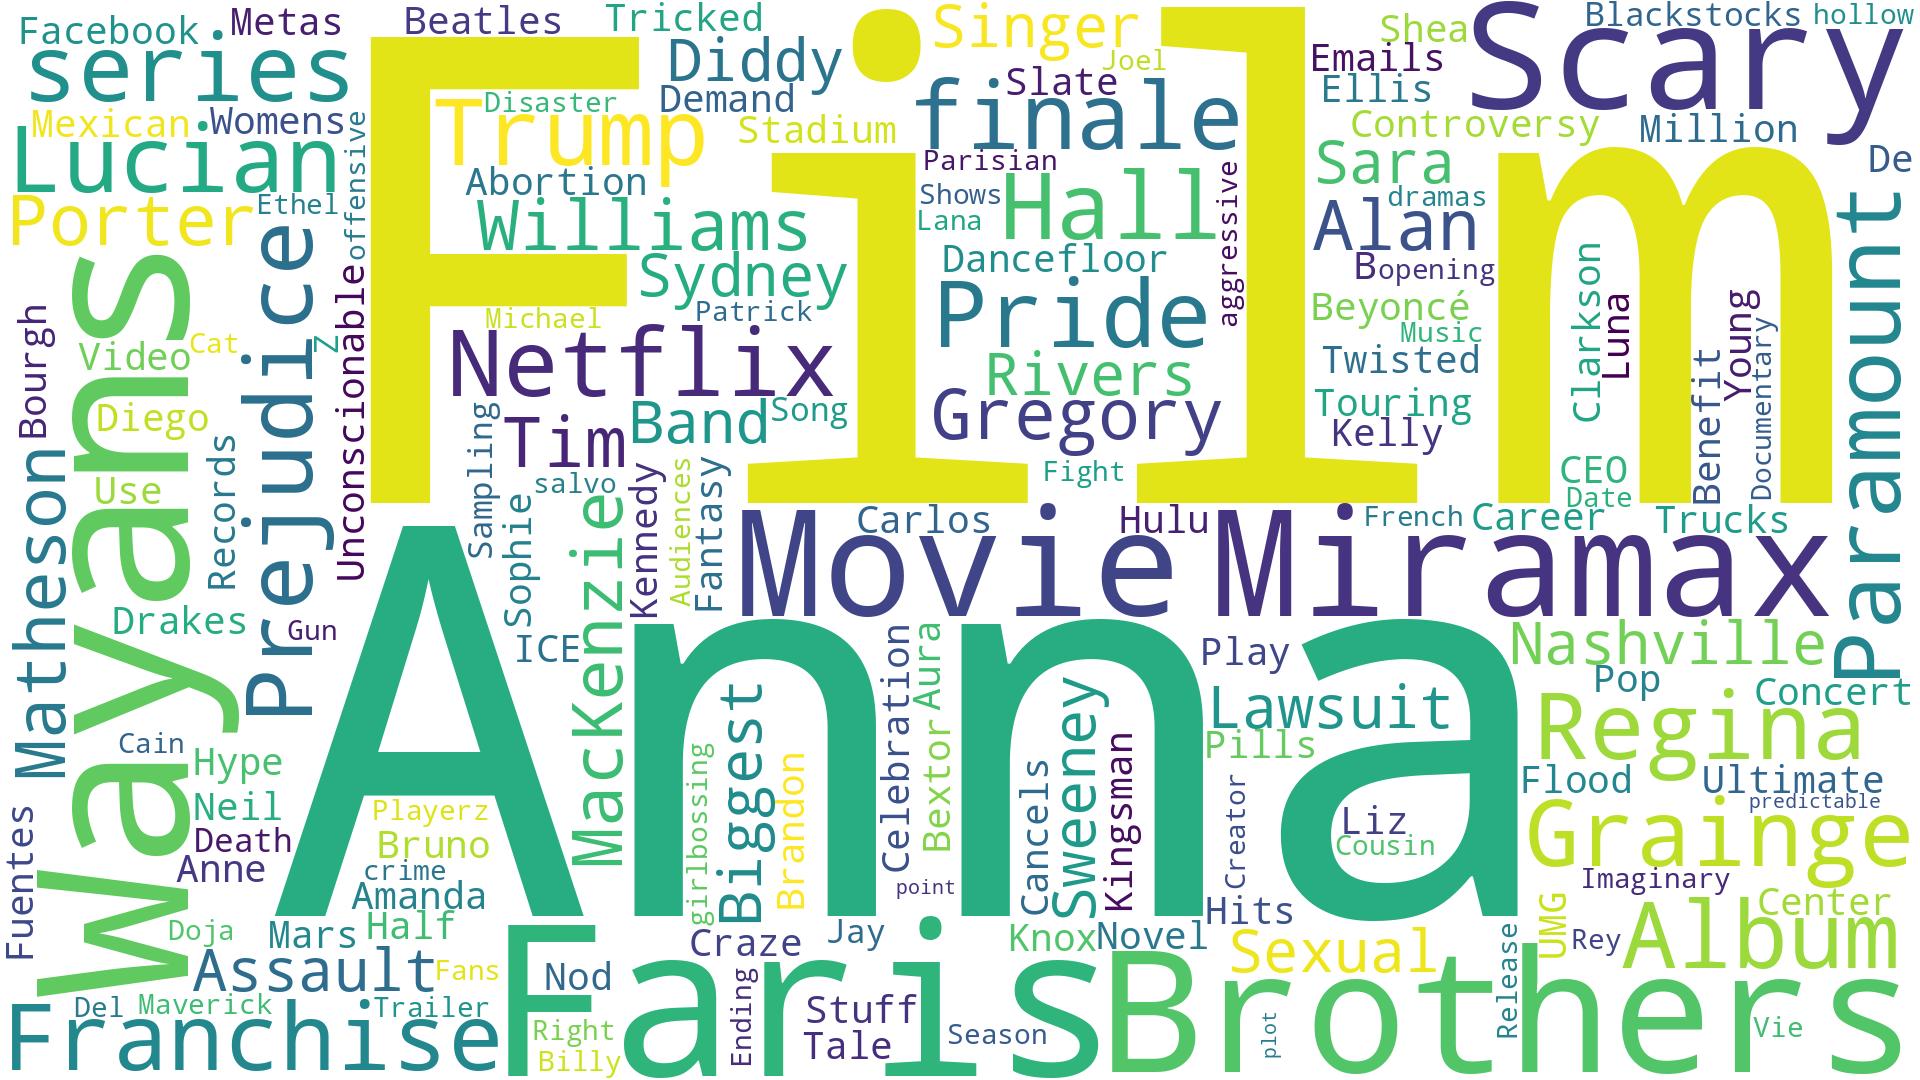 Facebook
Metas
Beatles
Tricked
Singer
Shea
Scary
Blackstocks
hollow
series
Diddy
Joel
Emails
Film
Slate
Ellis
Demand
Disaster
finale
Mexican
Womens
Trump
Stadium
Controversy
Million
Lucian
offensive
Abortion
Parisian
Sara
De
Porter
Ethel
Williams
Shows
Hall
aggressive
dramas
Lana
Alan
Paramount
Prejudice
Unconscionable
Sydney
Dancefloor
Bopening
Clarkson
Wayans
Bourgh
Patrick
Pride
Beyoncé
Luna
Young
Michael
Music
Documentary
Video
Cat
Z
Netflix
Rivers
Twisted
Benefit
Diego
Sampling
Tim
Band
Song
Gregory
Touring
Kelly
Matheson
Records
Use
salvo
Kennedy
Audiences
Fantasy
Fight
CEO
Date
Sophie
MacKenzie
Movie
Carlos
Hulu
Miramax
French
Career
Trucks
Drakes
Gun
Anna
ICE
Celebration
Aura
Play
Nashville
Pop
Concert
Cain
Biggest
Sweeney
Lawsuit
Regina
Hype
girlbossing
Brandon
Bextor
Cancels
Kingsman
Pills
Flood
Ultimate
Neil
Playerz
Creator
Liz
Grainge
predictable
Death
Bruno
Cousin
Fuentes
Anne
crime
Amanda
point
Imaginary
Doja
Mars
Half
Faris
Craze
Jay
Knox
Novel
Hits
Sexual
UMG
Rey
Album
Center
Assault
Fans
Nod
Brothers
Release
Franchise
Del
Maverick
Trailer
Right
Billy
Ending
Stuff
Tale
Season
plot
Vie